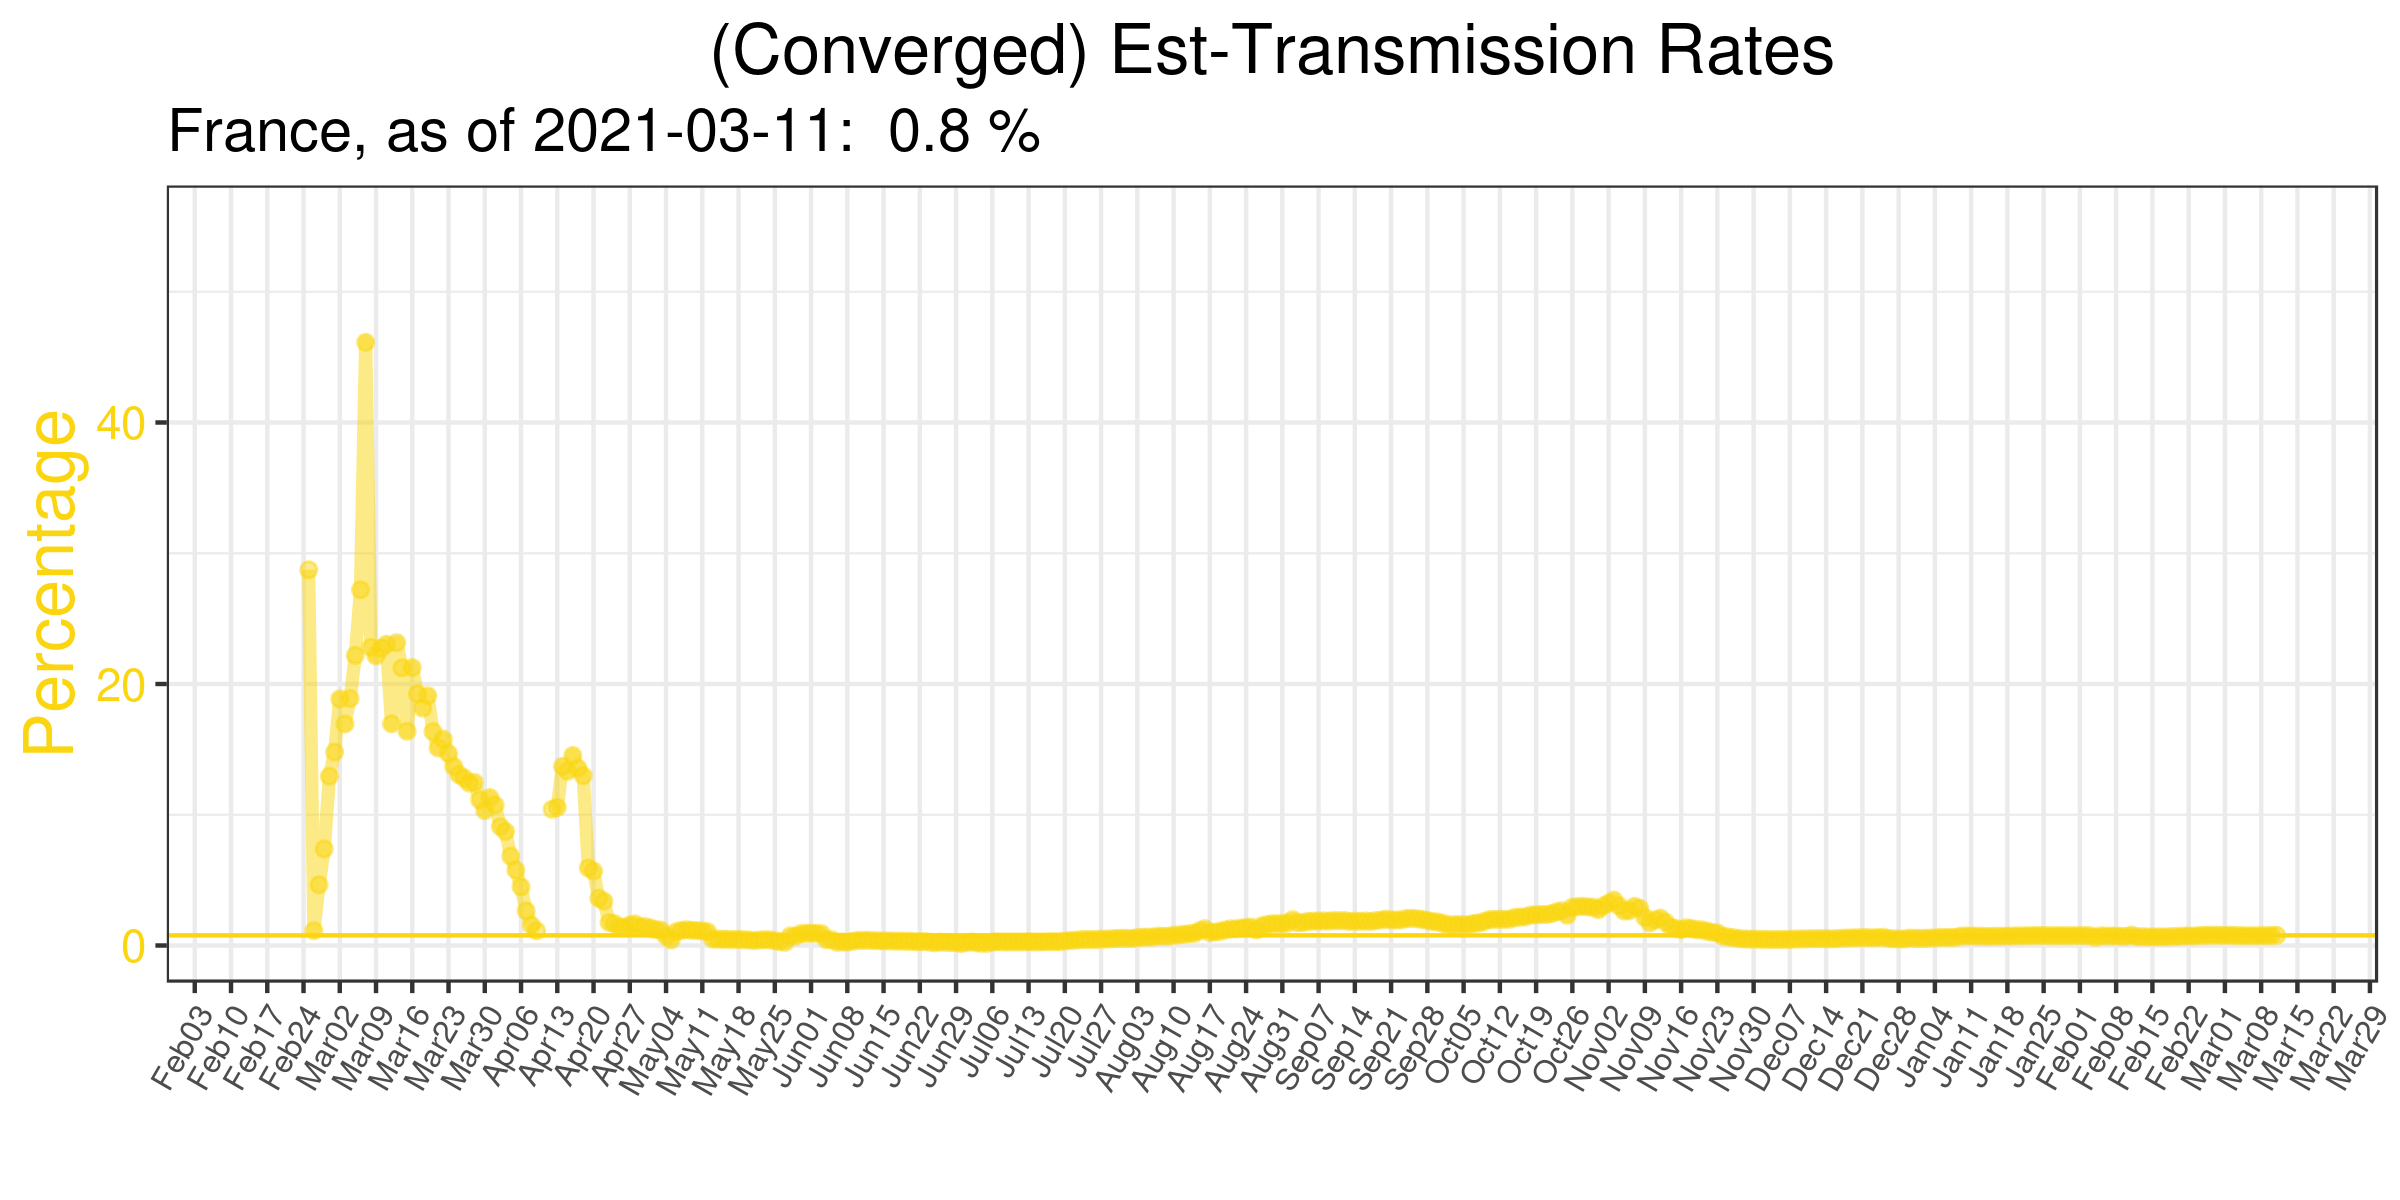 (Converged) Est-Transmission Rates
France, as of 2021-03-11: 0.8 %
Percentage
40
20
0
Feb03
Feb10
Feb17
Feb24
Mar02
Mar09
Mar16
Mar23
Mar30
Apr06
Apr13
Apr20
Apr27
May04
May11
May18
May25
Jun01
Jun08
Jun15
Jun22
Jun29
Jul06
Jul13
Jul20
Jul27
Aug03
Aug10
Aug17
Aug24
Aug31
Sep07
Sep14
Sep21
Sep28
Oct05
Oct12
Oct19
Oct26
Nov02
Nov09
Nov16
Nov23
Nov30
Dec07
Dec14
Dec21
Dec28
Jan04
Jan11
Jan18
Jan25
Feb01
Feb08
Feb15
Feb22
Mar01
Mar08
Mar15
Mar22
Mar29